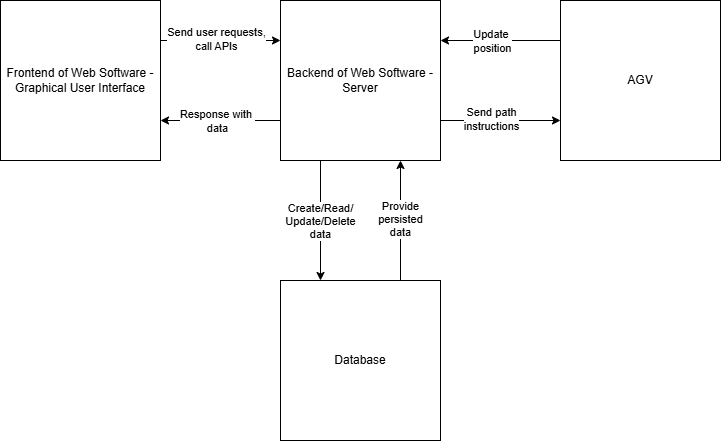 Send user requests,
call APIs
Update
position
Frontend of Web Software -
Graphical User Interface
Backend of Web Software -
Server
AGV
Response with
data
Send path
instructions
Create/Read/
Update/Delete
data
Provide
persisted
data
Database